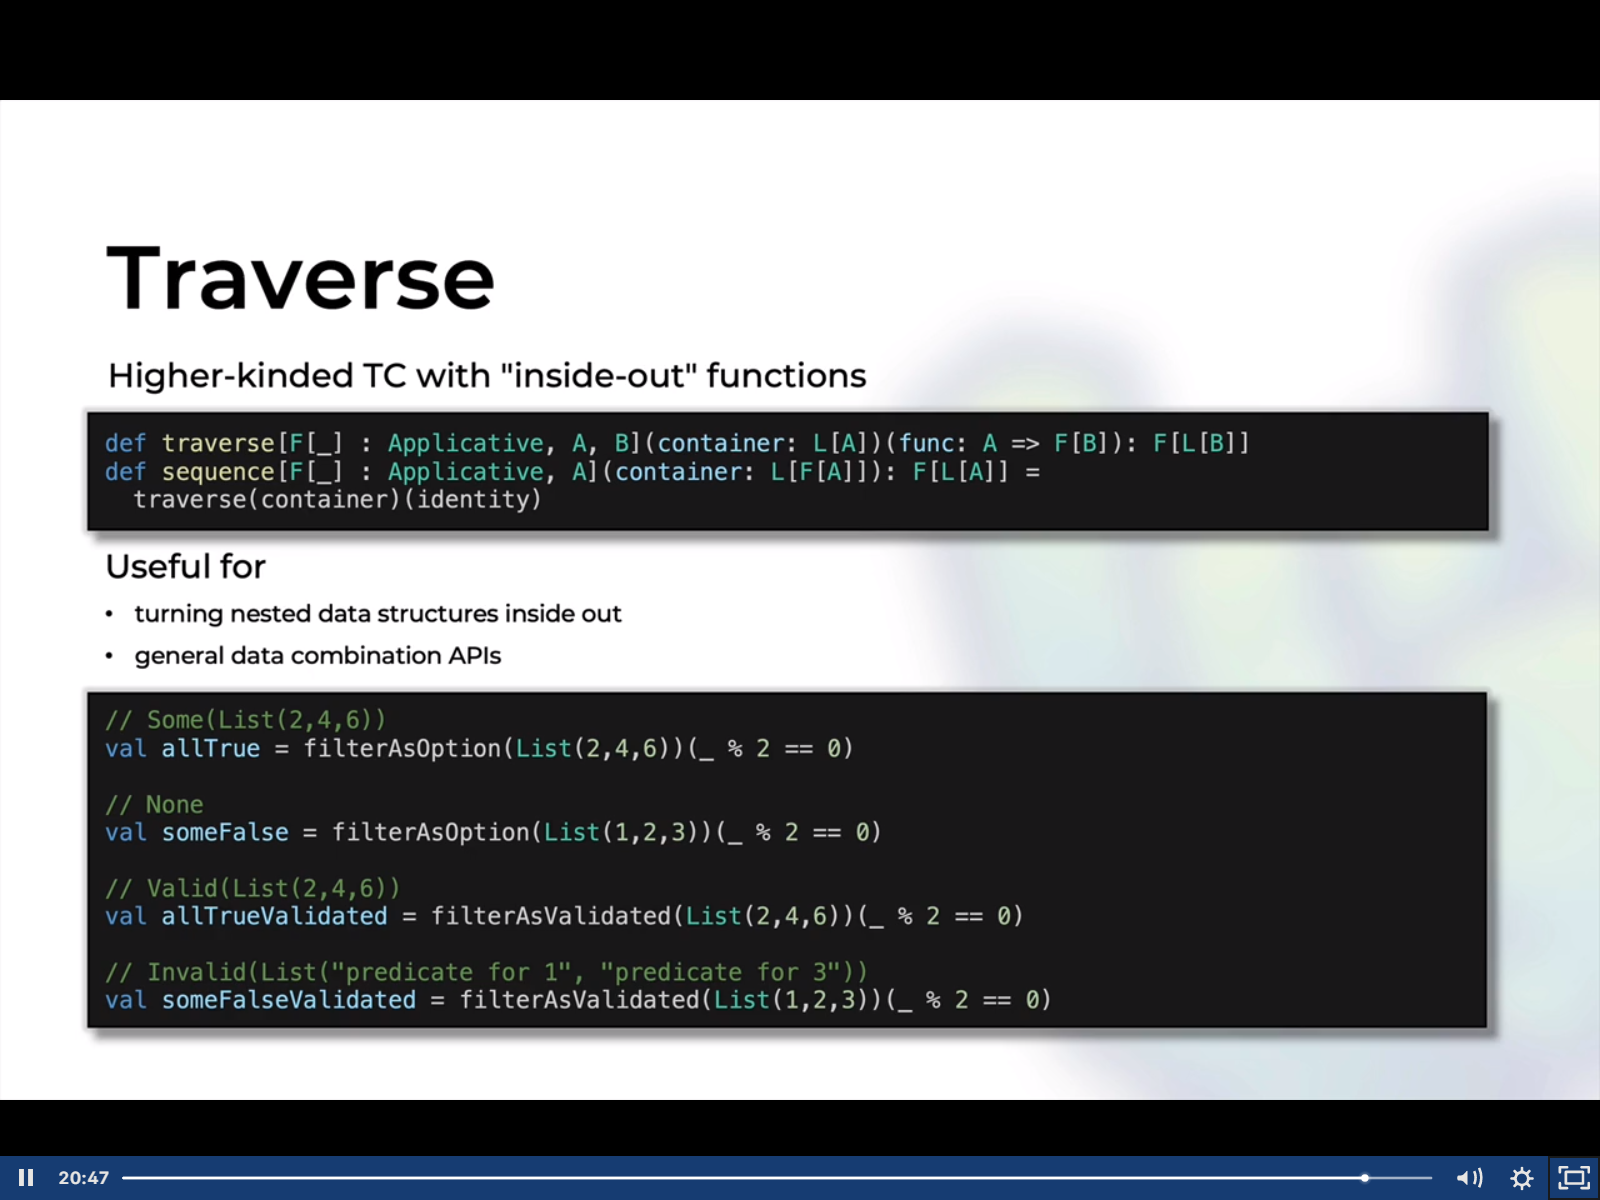 Traverse
Higher-kinded TC with "inside-out" functions
def traverse[F[_] : Applicative, A, B](container: L[A])(func: A => F[B]): F[L[B]]
def sequence[F[_] : Applicative, A](container: L[F[A]]): F[L[A]] =
  traverse(container)(identity)
Useful for
• turning nested data structures inside out
• general data combination APIs
// Some(List(2,4,6))
val allTrue = filterAsOption(List(2,4,6))(_ % 2 == 0)
// None
val someFalse = filterAsOption(List(1,2,3))(_ % 2 == 0)
// Valid(List(2,4,6))
val allTrueValidated = filterAsValidated(List(2,4,6))(_ % 2 == 0)
// Invalid(List("predicate for 1", "predicate for 3"))
val someFalseValidated = filterAsValidated(List(1,2,3))(_ % 2 == 0)
20:47